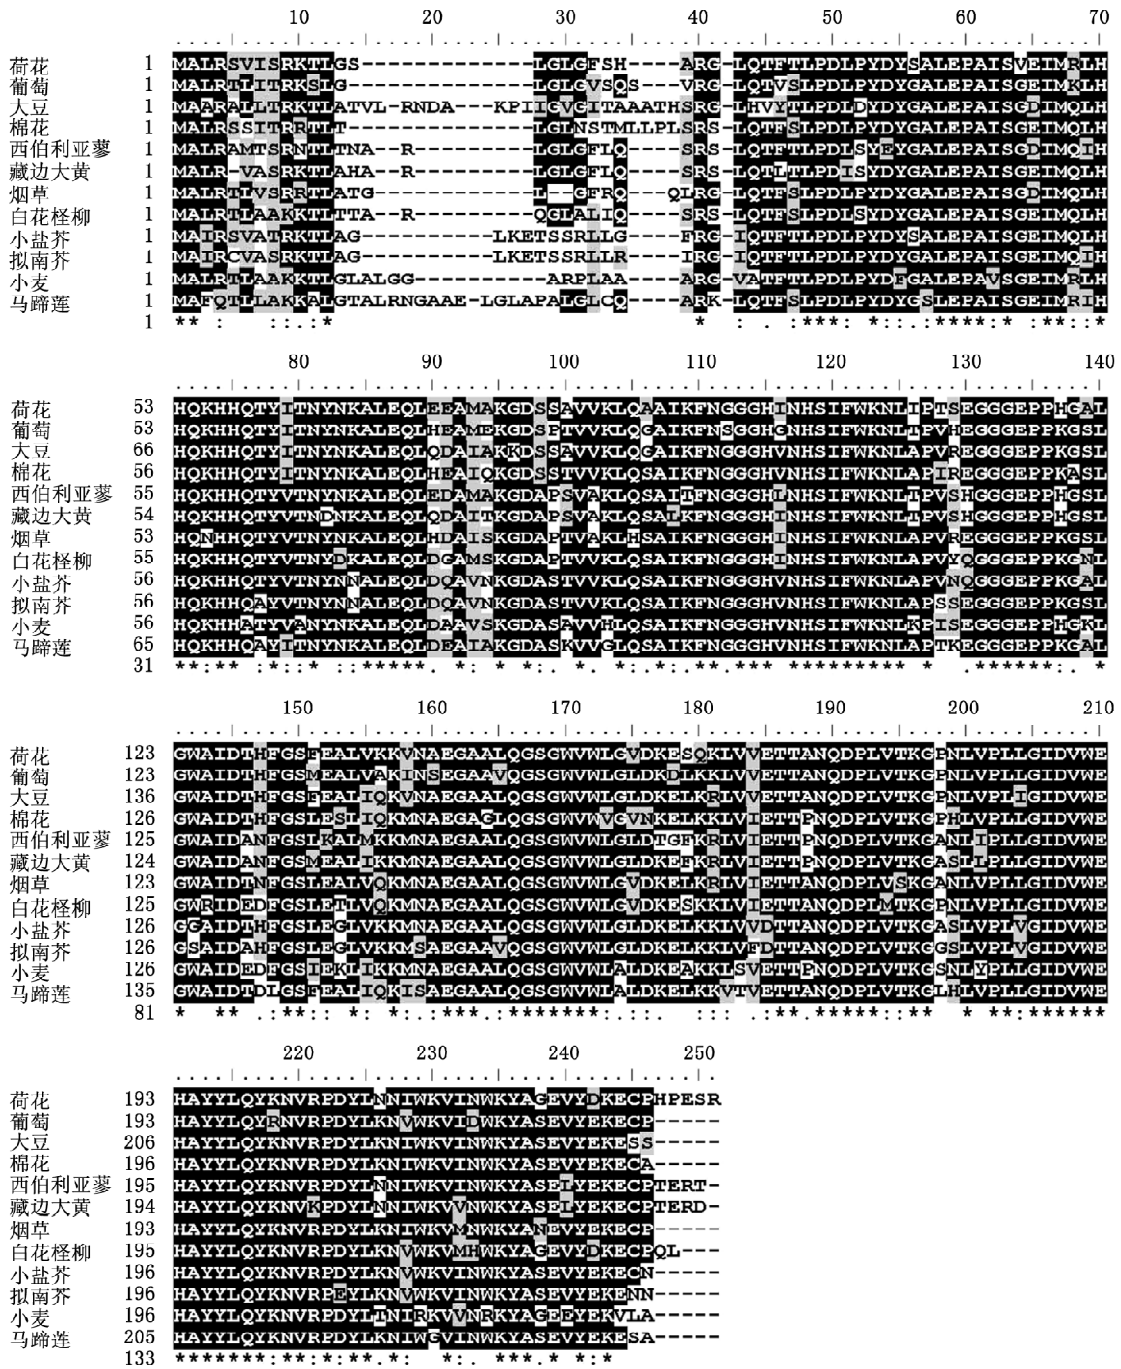 10 20 30 40 50 60 70
荷花 1 MALRSVISRKTLGS-------------LGLGFSH----ARG-LQTFTLPDLPYDYSALEPAISVEIMRLH
葡萄 1 MALRTLITRKSLG--------------LGLGVSQS---VRG-LQTVSLPDLPYDYGALEPAISGEIMKLH
大豆 1 MAARALLTRKTLATVL-RNDA---KPIIGVGITAAATHSRG-LHVYTLPDLDYDYGALEPAISGDIMQLH
棉花 1 MALRSSITRRTLT--------------LGLNSTMLLPLSRS-LQTFSLPDLPYDYGALEPAISGEIMQLH
西伯利亚蓼 1 MALRAMTSRNTLTNA--R---------LGLGFLQ----SRS-LQTFTLPDLSYEYGALEPAISGDIMQIH
藏边大黄 1 MALR-VASRKTLAHA--R---------LGLGFLQ----SRG-LQTLTLPDISYDYGALEPAISGEIMQLH
烟草 1 MALRTLVSRRTLATG------------L--GFRQ---QLRG-LQTFSLPDLPYDYGALEPAISGDIMQLH
白花柽柳 1 MALRTLAAKKTLTTA--R---------QGLALIQ----SRS-LQTFSLPDLSYDYGALEPAISGEIMQLH
小盐芥 1 MAIRSVATRKTLAG----------LKETSSRLLG----FRG-IQTFTLPDLPYDYSALEPAISGEIMQLH
拟南芥 1 MAIRCVASRKTLAG----------LKETSSRLLR----IRG-IQTFTLPDLPYDYGALEPAISGEIMQIH
小麦 1 MALRTLAAKKTLGLALGG----------ARPLAA----ARG-VATFTLPDLPYDFGALEPAVSGEIMRLH
马蹄莲 1 MAFQTLLAKKALGTALRNGAAE-LGLAPALGLCQ----ARK-LQTFSLPDLPYDYGSLEPAISGEIMRIH
1 ** : ::.:* * : . :***: *::: ****:*: **::*
80 90 100 110 120 130 140
荷花 53 HQKHHQTYITNYNKALEQLEEAMAKGDSSAVVKLQAAIKFNGGGHINHSIFWKNLIPTSEGGGEPPHGAL
葡萄 53 HQKHHQTYITNYNKALEQLHEAMEKGDSPTVVKLQGAIKFNSGGHGNHSIFWKNLTPVHEGGGEPPKGSL
大豆 66 HQKHHQTYITNYNKALEQLQDAIAKKDSSAVVKLQGAIKFNGGGHVNHSIFWKNLAPVREGGGEPPKGSL
棉花 56 HQKHHQTYITNYNKALEQLHEAIQKGDSSTVVKLQSAIKFNGGGHVNHSIFWKNLAPVIREGGGEPPKASL
西伯利亚蓼 55 HQKHHQTYVTNYNKALEQLEDAMAKGDAPSVAKLQSAITFNGGGHLNHSIFWKNLTPVSHGGGEPPHGSL
藏边大黄 54 HQKHHQTYVTNDNKALEQLQDAITKGDAPSVAKLQSAIIFNGGGHINHSIFWKNLTPVSHGGGEPPHGSL
烟草 53 HQNHHQTYVTNYNKALEQLHDAISKGDAPTVAKLHSAIKFNGGGHINHSIFWKNLAPVREGGGEPPKGSL
白花柽柳 55 HQKHHQTYVTNYDKALEQLDGAMSKGDAPTVVKLQSAIKFNGGGHINHSIFWKNLAPVYQGGGEPPKGNL
小盐芥 56 HQKHHQTYVTNYNNALEQLDQAVNKGDASTVVKLQSAIKFNGGGHVNHSIFWKNLAPVNQGGGEPPKGAL
拟南芥 56 HQKHHQAYVTNYNNALEQLDQAVNKGDASTVVKLQSAIKFNGGGHVNHSIFWKNLAPSSEGGGEPPKGSL
小麦 56 HQKHHATYVANYNKALEQLDAAVSKGDASAVVHLQSAIKFNGGGHVNHSIFWKNLKPISEGGGEPPHGKL
马蹄莲 65 HQKHHQTYITNYNKALEQLDEAIAKGDASKVVGLQSAIKFNGGGHVNHSIFWKNLAPTKEGGGEPPKGAL
31 **:** :*::* ::*****: *: * *:. *. *:.** **.*** ********* * .******:. *
150 160 170 180 190 200 210
荷花 123 GWAIDTHFGSFEALVKKVNAEGAALQGSGWVWLGVDKESQKLVVETTANQDPLVTKGPNLVPLLGIDVWE
葡萄 123 GWAIDTHFGSMEALVAKINSEGAAVQGSGWVWLGLDKDLKKLVVETTANQDPLVTKGPNLVPLLGIDVWE
大豆 136 GWAIDTHFGSFEALIQKVNAEGAALQGSGWVWLGLDKELKRLVVETTANQDPLVTKGPNLVPLIGIDVWE
棉花 126 GWAIDTHFGSLESLIQKMNAEGAGLQGSGWVWVGVNKELKKLVIETTPNQDPLVTKGPHLVPLLGIDVWE
西伯利亚蓼 125 GWAIDANFGSLKALMKKMNAEGAALQGSGWVWLGLDTGFKRLVIETTPNQDPLVTKGANLIPLLGIDVWE
藏边大黄 124 GWAIDANFGSMEALIKKMNAEGAALQGSGWVWLGLDKEFKRLVIETTPNQDPLVTKGASLLPLLGIDVWE
烟草 123 GWAIDTNFGSLEALVQKMNAEGAALQGSGWVWLGVDKELKRLVIETTANQDPLVSKGANLVPLLGIDVWE
白花柽柳 125 GWRIDEDFGSLETLVQKMNAEGAALQGSGWVWLGVDKESKKLVIETTANQDPLMTKGPNLVPLLGIDVWE
小盐芥 126 GGAIDTHFGSLEGLVKKMNAEGAALQGSGWVWLGLDKELKKLVVDTTANQDPLVTKGASLVPLVGIDVWE
拟南芥 126 GSAIDAHFGSLEGLVKKMSAEGAAVQGSGWVWLGLDKELKKLVFDTTANQDPLVTKGGSLVPLVGIDVWE
小麦 126 GWAIDEDFGSIEKLIKKMNAEGAALQGSGWVWLALDKEAKKLSVETTPNQDPLVTKGSNLYPLLGIDVWE
马蹄莲 135 GWAIDTDLGSFEALIQKISAEGAALQGSGWVWLALDKELKKVTVETTANQDPLVTKGLHLVPLLGIDVWE
81 * ** .:**:: *: *:.:***.:*******:.::. ::: .:**.*****::** * **:******
220 230 240 250
荷花 193 HAYYLQYKNVRPDYLNNIWKVINWKYAGEVYDKECPHPESR
葡萄 193 HAYYLQYRNVRPDYLKNVWKVIDWKYASEVYEKECP-----
大豆 206 HAYYLQYKNVRPDYLKNIWKVINWKYASEVYEKESS-----
棉花 196 HAYYLQYKNVRPDYLKNIWKVINWKYASEVYEKECA-----
西伯利亚蓼 195 HAYYLQYKNVRPDYLNNIWKVINWKYASELYEKECPTERT-
藏边大黄 194 HAYYLQYKNVKPDYLNNIWKVVNWKYASELYEKECPTERD-
烟草 193 HAYYLQYKNVRPDYLKNIWKVMNWKYANEVYEKECP-----
白花柽柳 195 HAYYLQYKNVRPDYLKNVWKVMHWKYAGEVYDKECPQL---
小盐芥 196 HAYYLQYKNVRPDYLKNVWKVINWKYASEVYEKECN-----
拟南芥 196 HAYYLQYKNVRPEYLKNVWKVINWKYASEVYEKENN-----
小麦 196 HAYYLQYKNVRPDYLTNIRKVVNRKYAGEEYEKVLA-----
马蹄莲 205 HAYYLQYKNVRPDYLKNIWGVINWKYASEVYEKESA-----
133 *******:**:*:**.*: *:. ***.* *:*